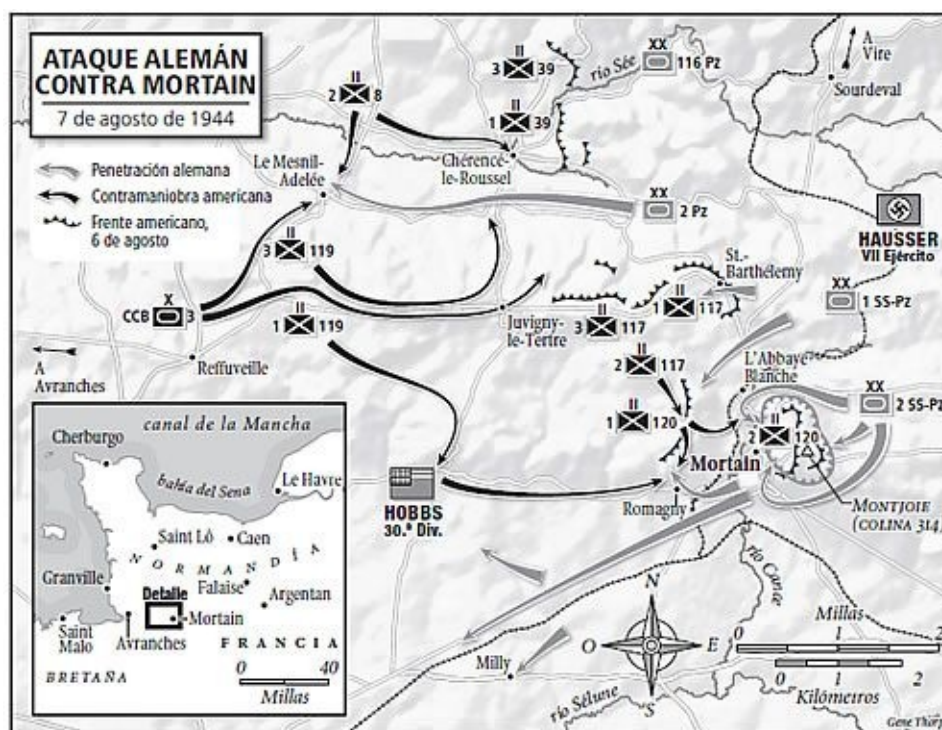 ATAQUE ALEMÁN
CONTRA MORTAIN
7 de agosto de 1944
Penetración alemana
Contramaniobra americana
Frente americano,
6 de agosto
II
2 8
II
3 39
II
1 39
río Sée
XX
116 Pz
A
Vire
Sourdeval
Le Mesnil-
Adelée
Chérencé-
le-Roussel
XX
2 Pz
HAUSSER
VII Ejército
II
3 119
St.-
Barthélemy
XX
1 SS-Pz
X
CCB 3
II
1 119
Juvigny-
le-Tertre
II
3 117
II
1 117
A
Avranches
Reffuveille
II
2 117
L'Abbaye
Blanche
XX
2 SS-Pz
II
1 120
II
2 120
Mortain
MONTJOIE
(COLINA 314)
HOBBS
30.ª Div.
Romagny
río Cance
Milly
río Sélune
N
O
E
S
Millas
0 1 2
0 1 2
Kilómeiros
Gene Thorp
canal de la Mancha
Cherburgo
Le Havre
bahía del Sena
Saint Lô
Caen
NORMANDÍA
Granville
Falaise
Detalle
Argentan
Mortain
Saint
Malo
Avranches
FRANCIA
BRETAÑA
0 40
Millas